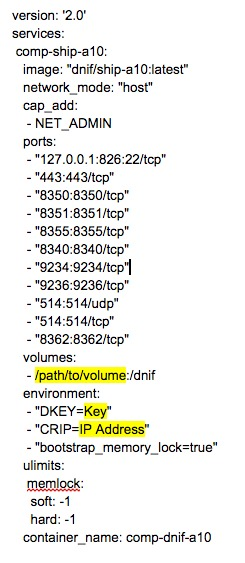 version: '2.0'
services:
comp-ship-a10:
image: "dnif/ship-a10:latest"
network_mode: "host"
cap_add:
- NET_ADMIN
ports:
- "127.0.0.1:826:22/tcp"
- "443:443/tcp"
- "8350:8350/tcp"
- "8351:8351/tcp"
- "8355:8355/tcp"
- "8340:8340/tcp"
- "9234:9234/tcp"
- "9236:9236/tcp"
- "514:514/udp"
- "514:514/tcp"
- "8362:8362/tcp"
volumes:
- /path/to/volume:/dnif
environment:
- "DKEY=Key"
- "CRIP=IP Address"
- "bootstrap_memory_lock=true"
ulimits:
memlock:
soft: -1
hard: -1
container_name: comp-dnif-a10